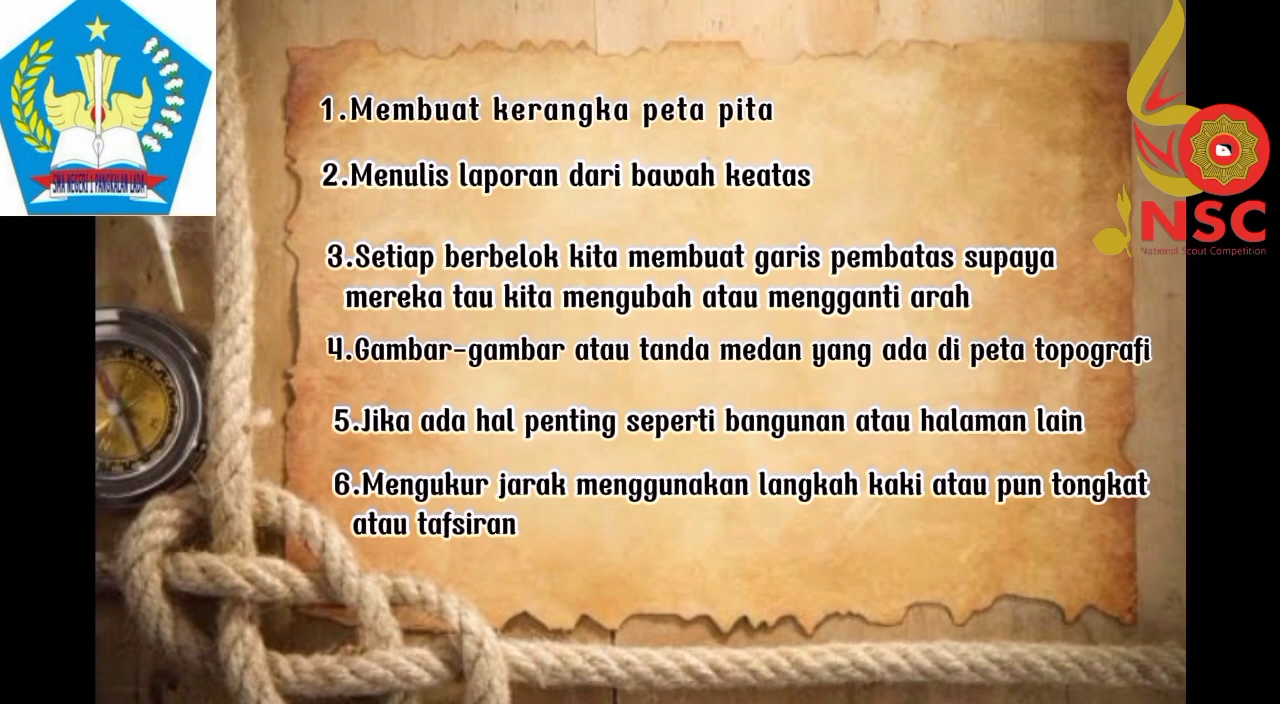 SMA NEGERI 1 PANGKALAN LADA
NSC
National Scout Competition
1.Membuat kerangka peta pita
2.Menulis laporan dari bawah keatas
3.Setiap berbelok kita membuat garis pembatas supaya
mereka tau kita mengubah atau mengganti arah
4.Gambar-gambar atau tanda medan yang ada di peta topografi
5.Jika ada hal penting seperti bangunan atau halaman lain
6.Mengukur jarak menggunakan langkah kaki atau pun tongkat
atau tafsiran